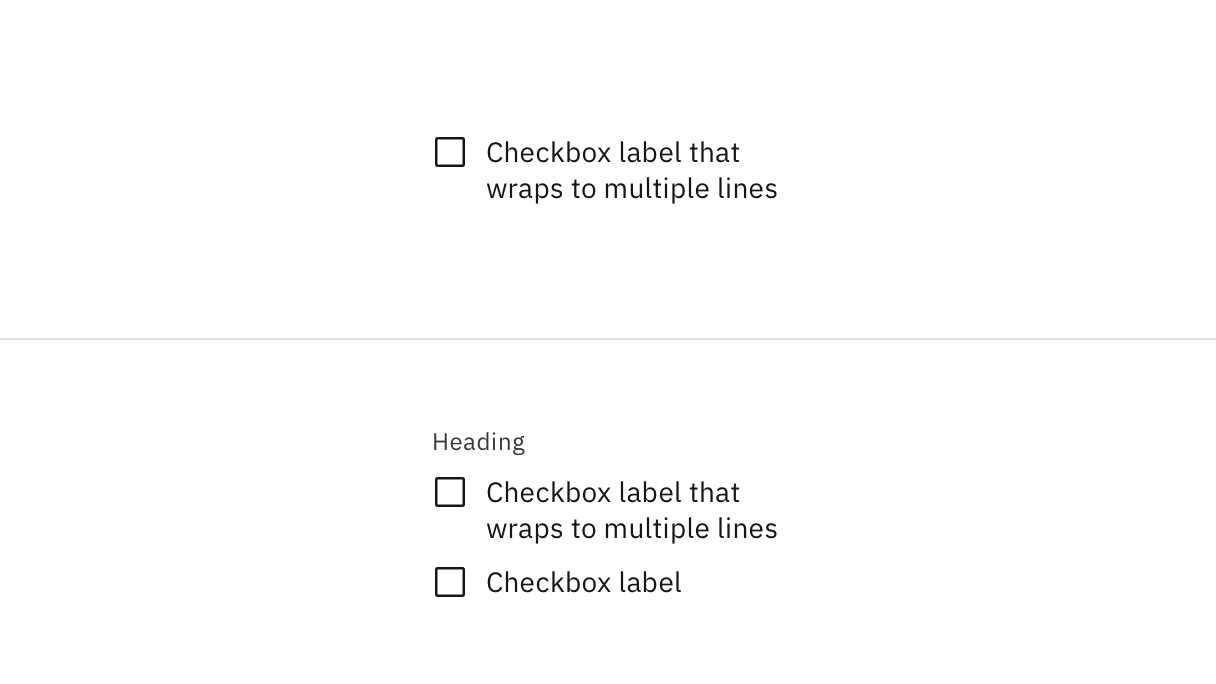 Checkbox label that
wraps to multiple lines
Heading
Checkbox label that
wraps to multiple lines
Checkbox label